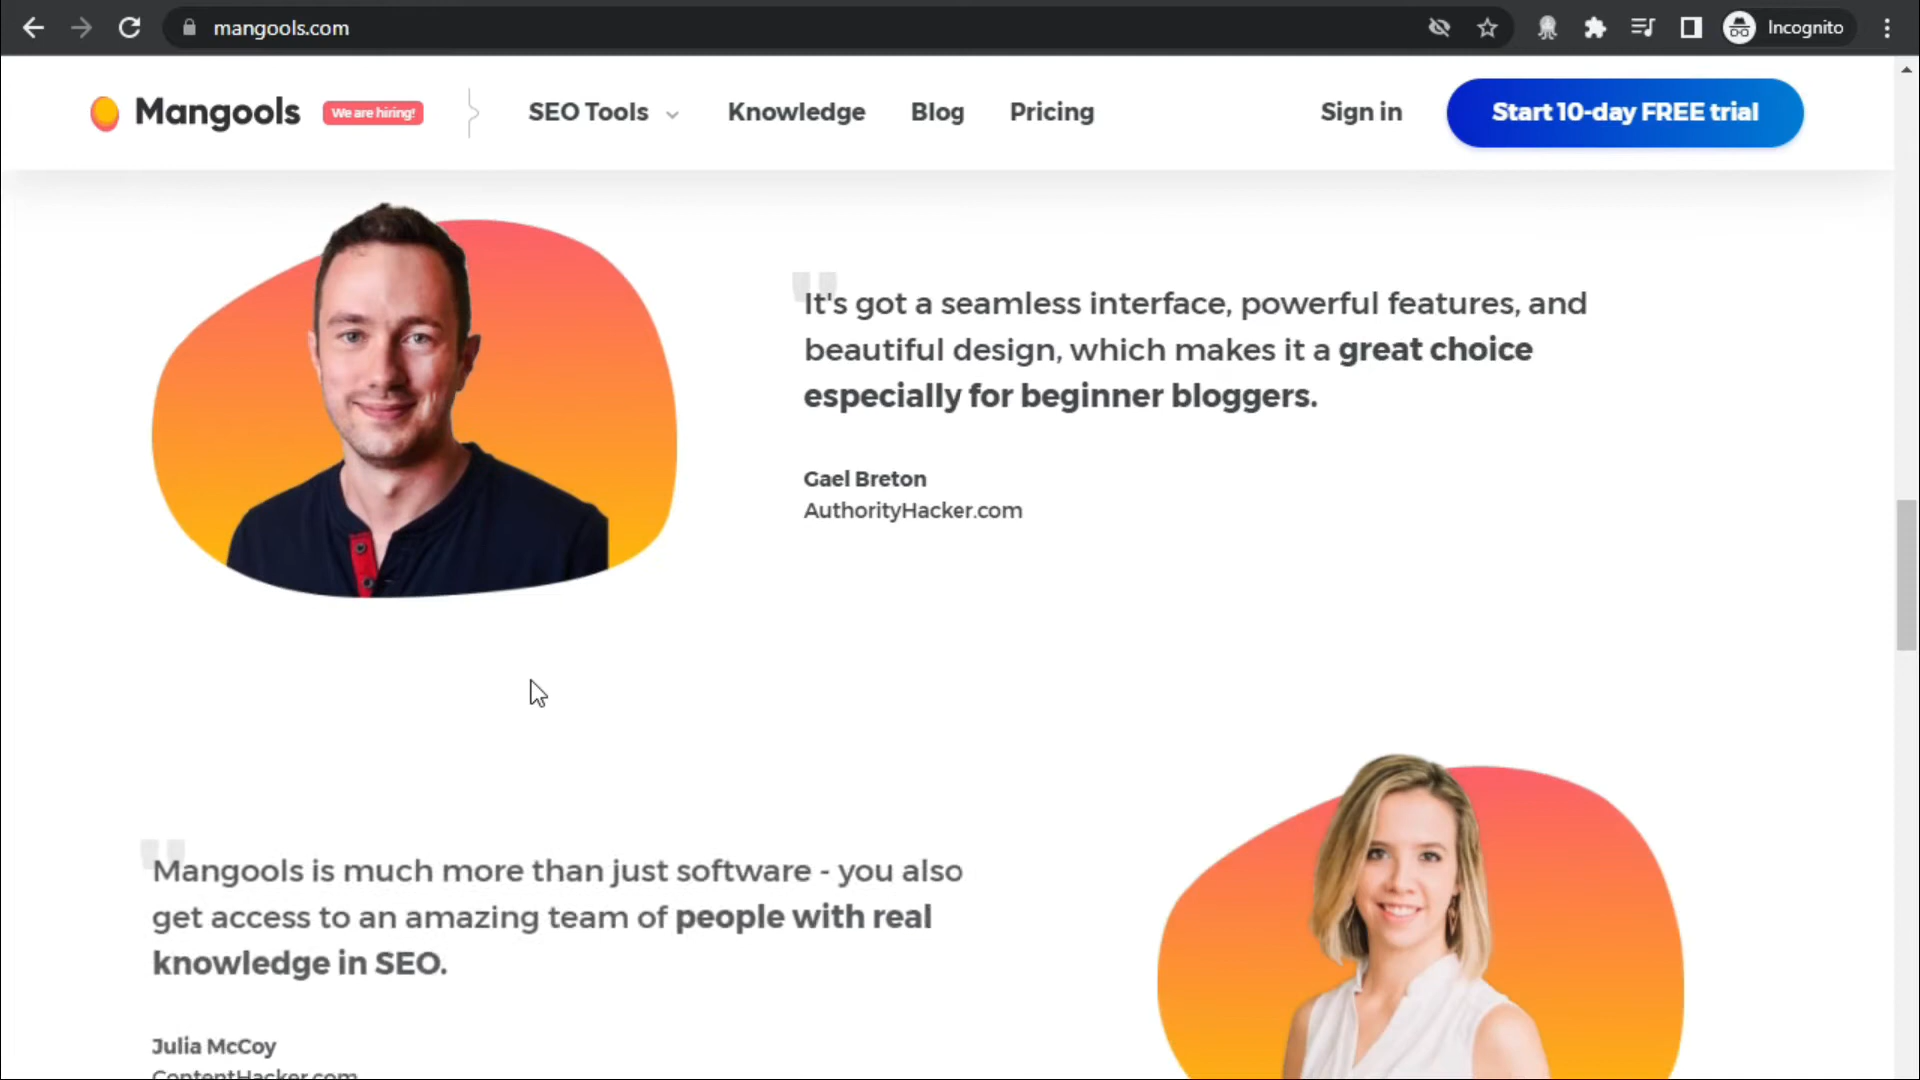 mangools.com
Incognito
Mangools
We are hiring!
SEO Tools
Knowledge
Blog
Pricing
Sign in
Start 10-day FREE trial
It's got a seamless interface, powerful features, and
beautiful design, which makes it a great choice
especially for beginner bloggers.
Gael Breton
AuthorityHacker.com
Mangools is much more than just software - you also
get access to an amazing team of people with real
knowledge in SEO.
Julia McCoy
ContentHacker.com